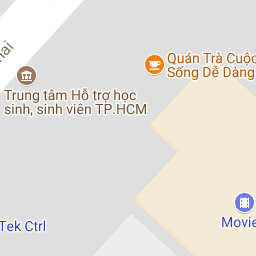 Quán Trà Cuộc
Sống Dễ Dàng
Trung tâm Hỗ trợ học
sinh, sinh viên TP.HCM
Movie
Tek Ctrl